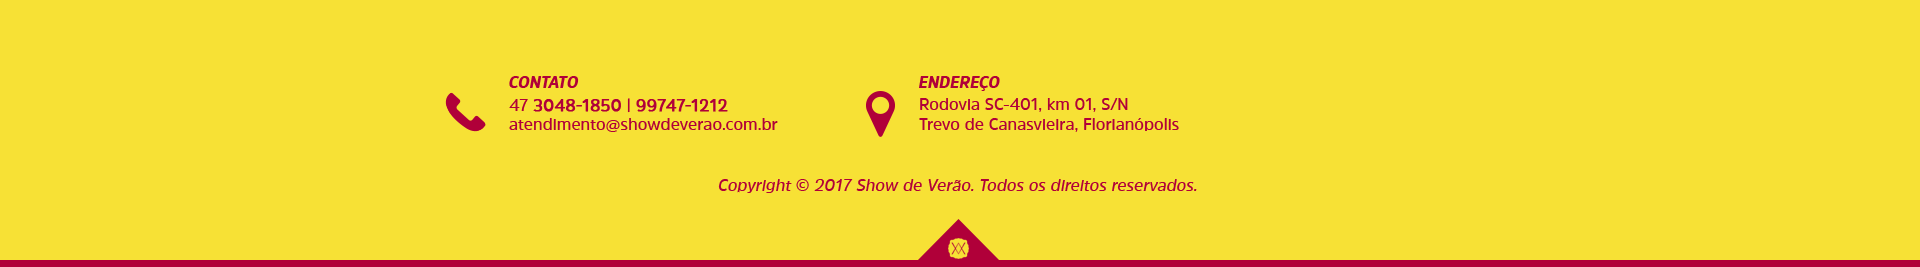 CONTATO
47 3048-1850 | 99747-1212
atendimento@showdeverao.com.br
ENDEREÇO
Rodovia SC-401, km 01, S/N
Trevo de Canasvieira, Florianópolis
Copyright © 2017 Show de Verão. Todos os direitos reservados.